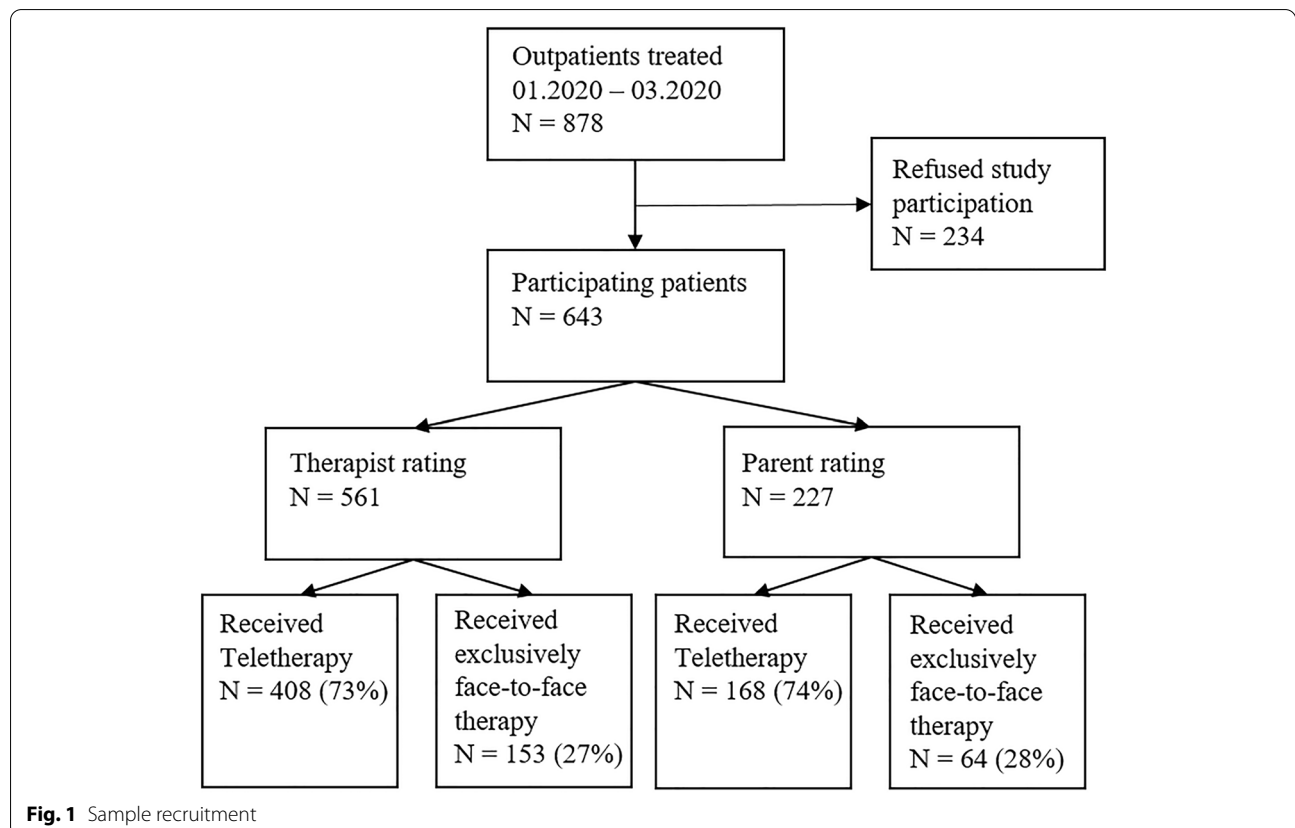 Outpatients treated
01.2020 – 03.2020
N = 878
Refused study
participation
N = 234
Participating patients
N = 643
Therapist rating
N = 561
Parent rating
N = 227
Received
Teletherapy
N = 408 (73%)
Received
exclusively
face-to-face
therapy
N = 153 (27%)
Received
Teletherapy
N = 168 (74%)
Received
exclusively
face-to-face
therapy
N = 64 (28%)
Fig. 1 Sample recruitment